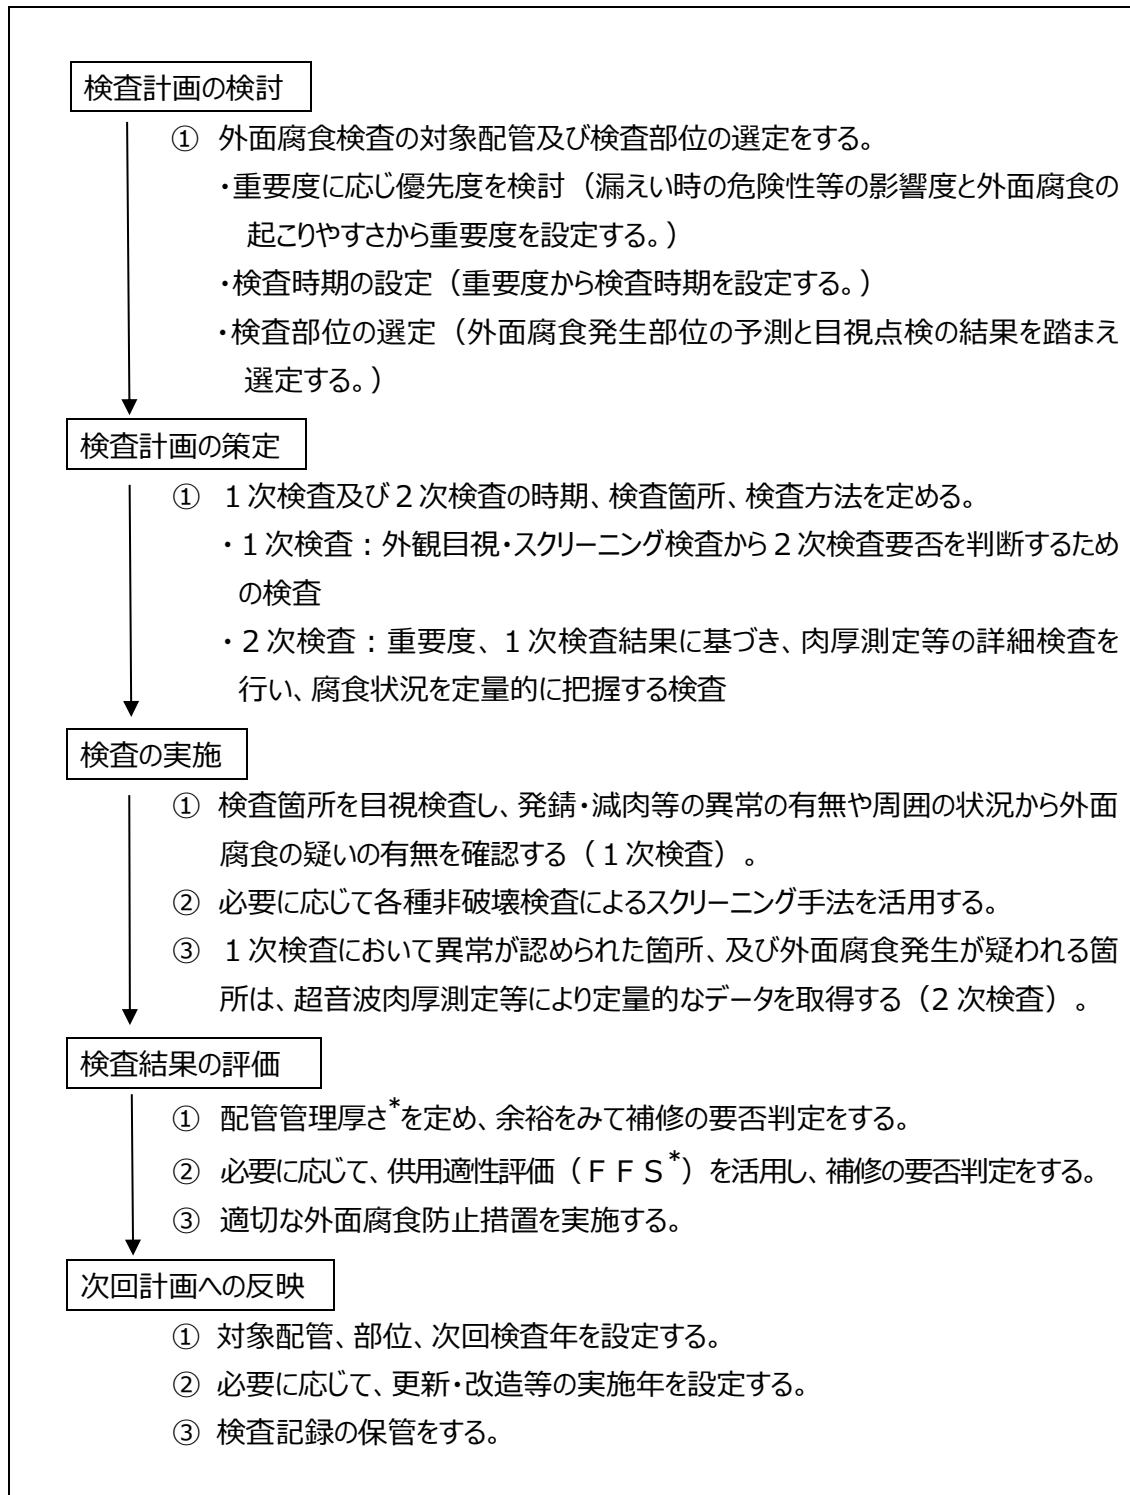 検査計画の検討
① 外面腐食検査の対象配管及び検査部位の選定をする。
・重要度に応じ優先度を検討（漏えい時の危険性等の影響度と外面腐食の
起こりやすさから重要度を設定する。）
・検査時期の設定（重要度から検査時期を設定する。）
・検査部位の選定（外面腐食発生部位の予測と目視点検の結果を踏まえ
選定する。）
検査計画の策定
① １次検査及び２次検査の時期、検査箇所、検査方法を定める。
・１次検査：外観目視・スクリーニング検査から２次検査要否を判断するため
の検査
・２次検査：重要度、１次検査結果に基づき、肉厚測定等の詳細検査を
行い、腐食状況を定量的に把握する検査
検査の実施
① 検査箇所を目視検査し、発錆・減肉等の異常の有無や周囲の状況から外面
腐食の疑いの有無を確認する（１次検査）。
② 必要に応じて各種非破壊検査によるスクリーニング手法を活用する。
③ １次検査において異常が認められた箇所、及び外面腐食発生が疑われる箇
所は、超音波肉厚測定等により定量的なデータを取得する（２次検査）。
検査結果の評価
① 配管管理厚さ*を定め、余裕をみて補修の要否判定をする。
② 必要に応じて、供用適性評価（ＦＦＳ*）を活用し、補修の要否判定をする。
③ 適切な外面腐食防止措置を実施する。
次回計画への反映
① 対象配管、部位、次回検査年を設定する。
② 必要に応じて、更新・改造等の実施年を設定する。
③ 検査記録の保管をする。